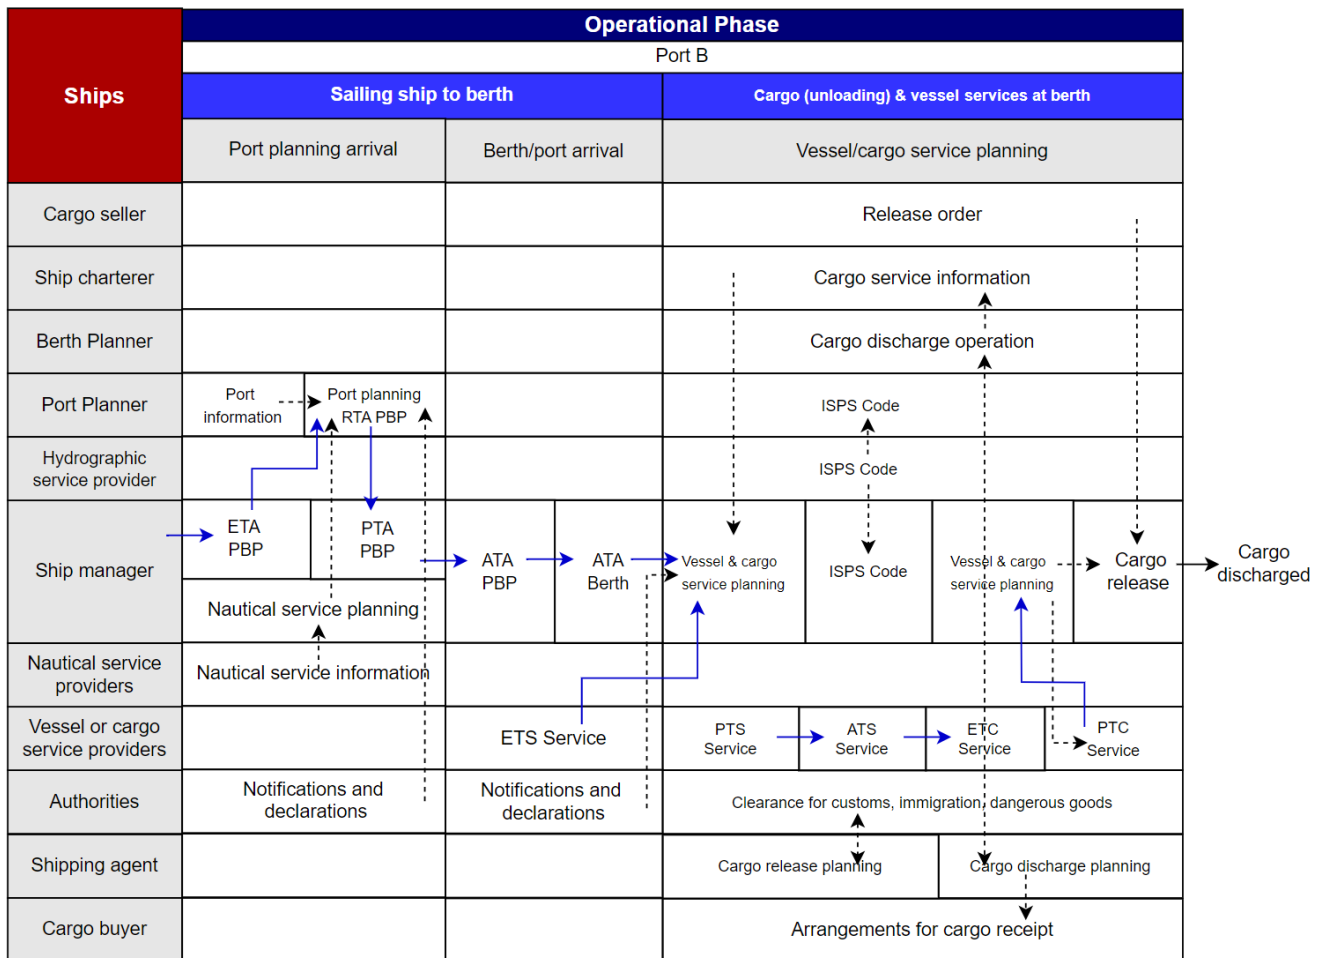 Operational Phase
Port B
Ships
Sailing ship to berth
Cargo (unloading) & vessel services at berth
Port planning arrival
Berth/port arrival
Vessel/cargo service planning
Cargo seller
Release order
Ship charterer
Cargo service information
Berth Planner
Cargo discharge operation
Port Planner
Port
information
Port planning
RTA PBP
ISPS Code
Hydrographic
service provider
ISPS Code
Ship manager
ETA
PBP
PTA
PBP
Nautical service planning
ATA
PBP
ATA
Berth
Vessel & cargo
service planning
ISPS Code
Vessel & cargo
service planning
Cargo
release
Cargo
discharged
Nautical service
providers
Nautical service information
Vessel or cargo
service providers
ETS Service
PTS
Service
ATS
Service
ETC
Service
PTC
Service
Authorities
Notifications and
declarations
Notifications and
declarations
Clearance for customs, immigration, dangerous goods
Shipping agent
Cargo release planning
Cargo discharge planning
Cargo buyer
Arrangements for cargo receipt